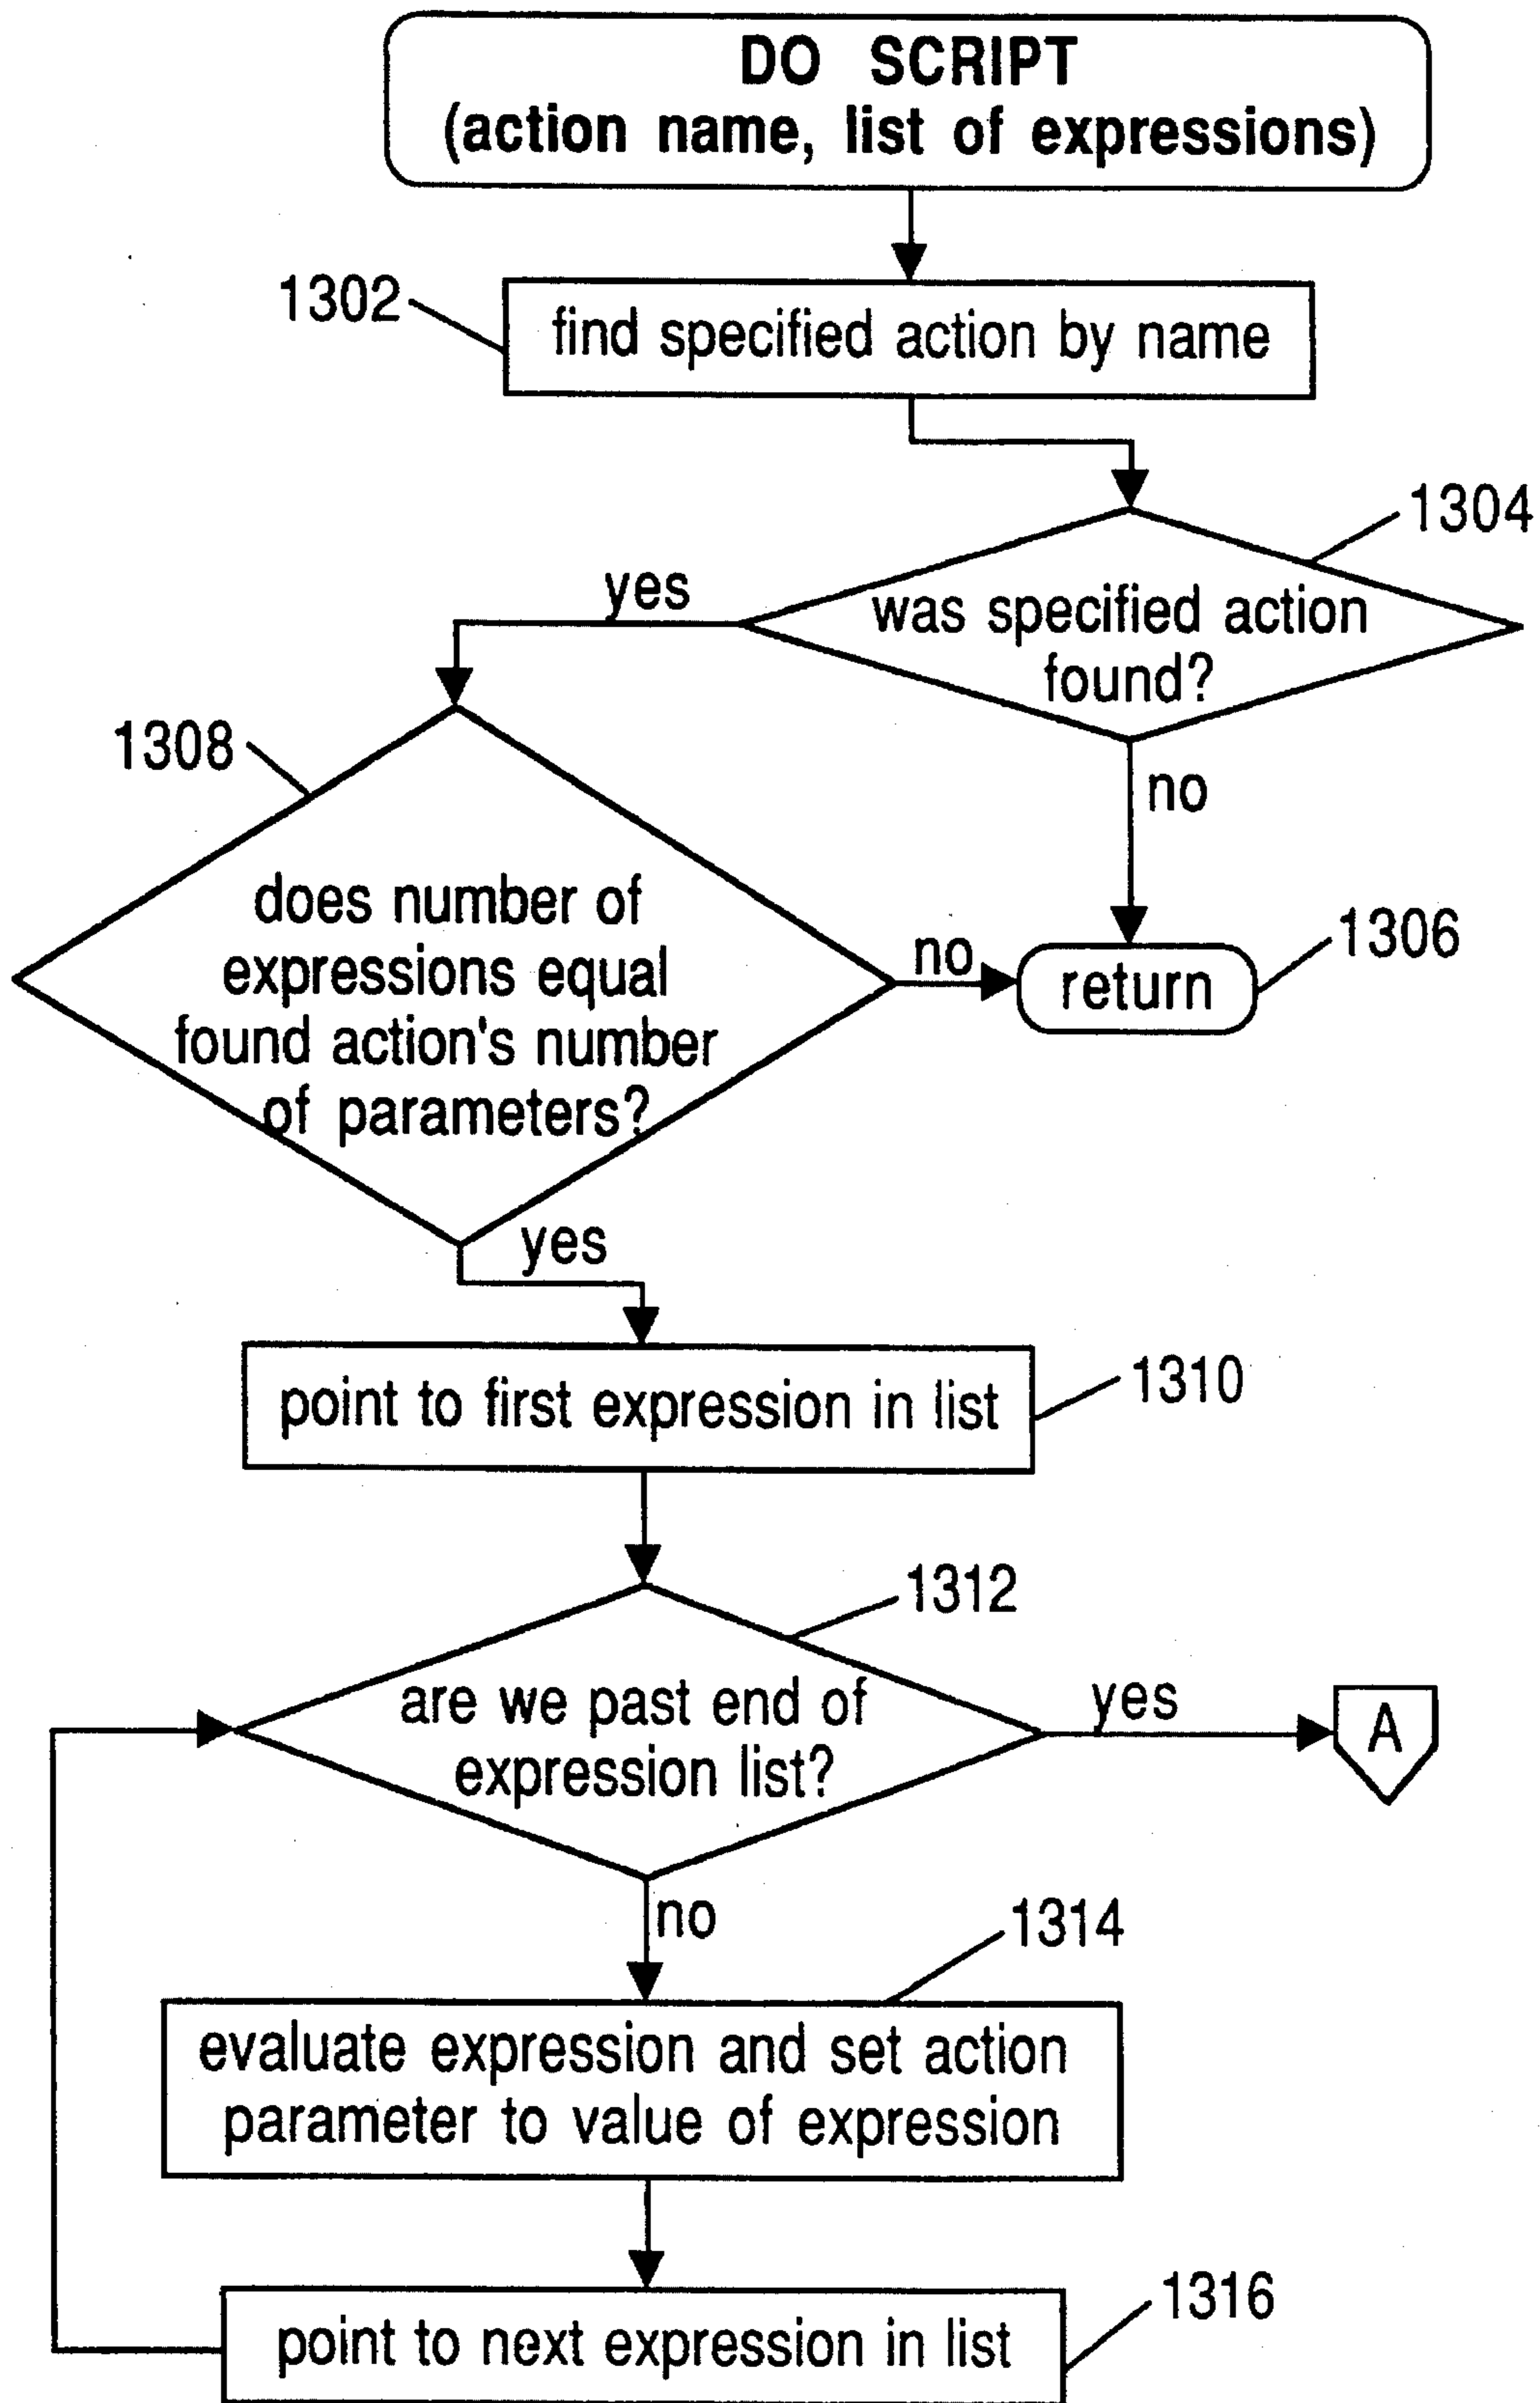 DO SCRIPT
(action name, list of expressions)
1302
find specified action by name
1304
was specified action
found?
yes
no
1308
does number of
expressions equal
found action's number
of parameters?
no
return
1306
yes
point to first expression in list
1310
1312
are we past end of
expression list?
yes
A
no
1314
evaluate expression and set action
parameter to value of expression
1316
point to next expression in list